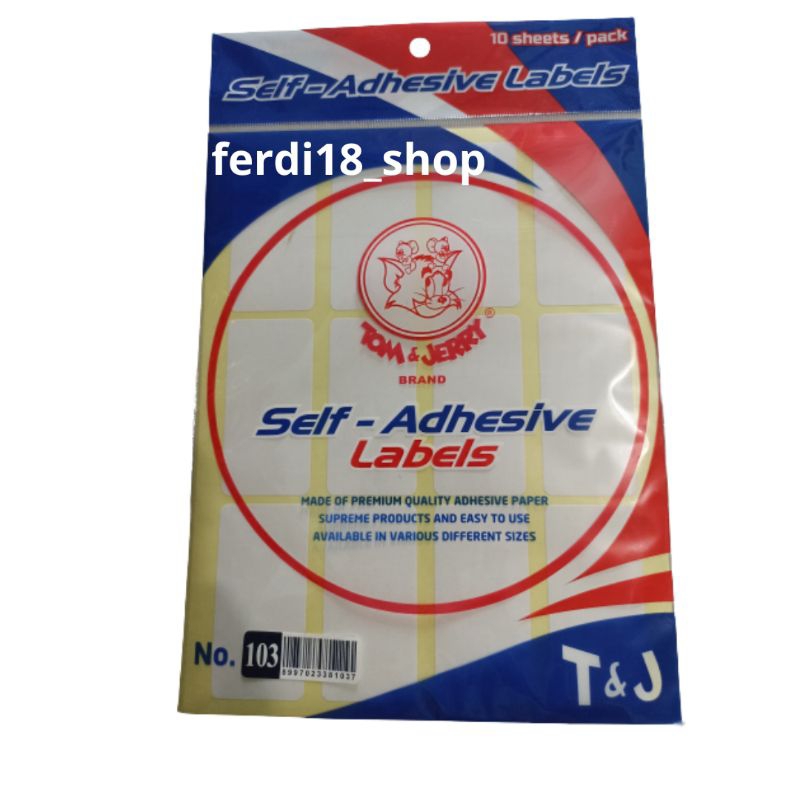 10 sheets / pack
Self-Adhesive Labels
ferdi18_shop
TOM & JERRY®
BRAND
Self-Adhesive
Labels
MADE OF PREMIUM QUALITY ADHESIVE PAPER
SUPREME PRODUCTS AND EASY TO USE
AVAILABLE IN VARIOUS DIFFERENT SIZES
No. 103
8997023381037
T&J